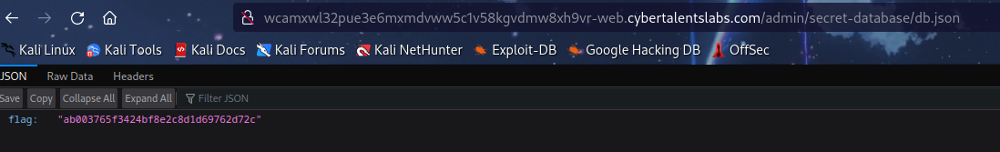 wcamxwl32pue3e6mxmdvww5c1v58kgvdmw8xh9vr-web.cybertalentslabs.com/admin/secret-database/db.json
Kali Linux Kali Tools Kali Docs Kali Forums Kali NetHunter Exploit-DB Google Hacking DB OffSec
JSON Raw Data Headers
Save Copy Collapse All Expand All Filter JSON
flag: "ab003765f3424bf8e2c8d1d69762d72c"